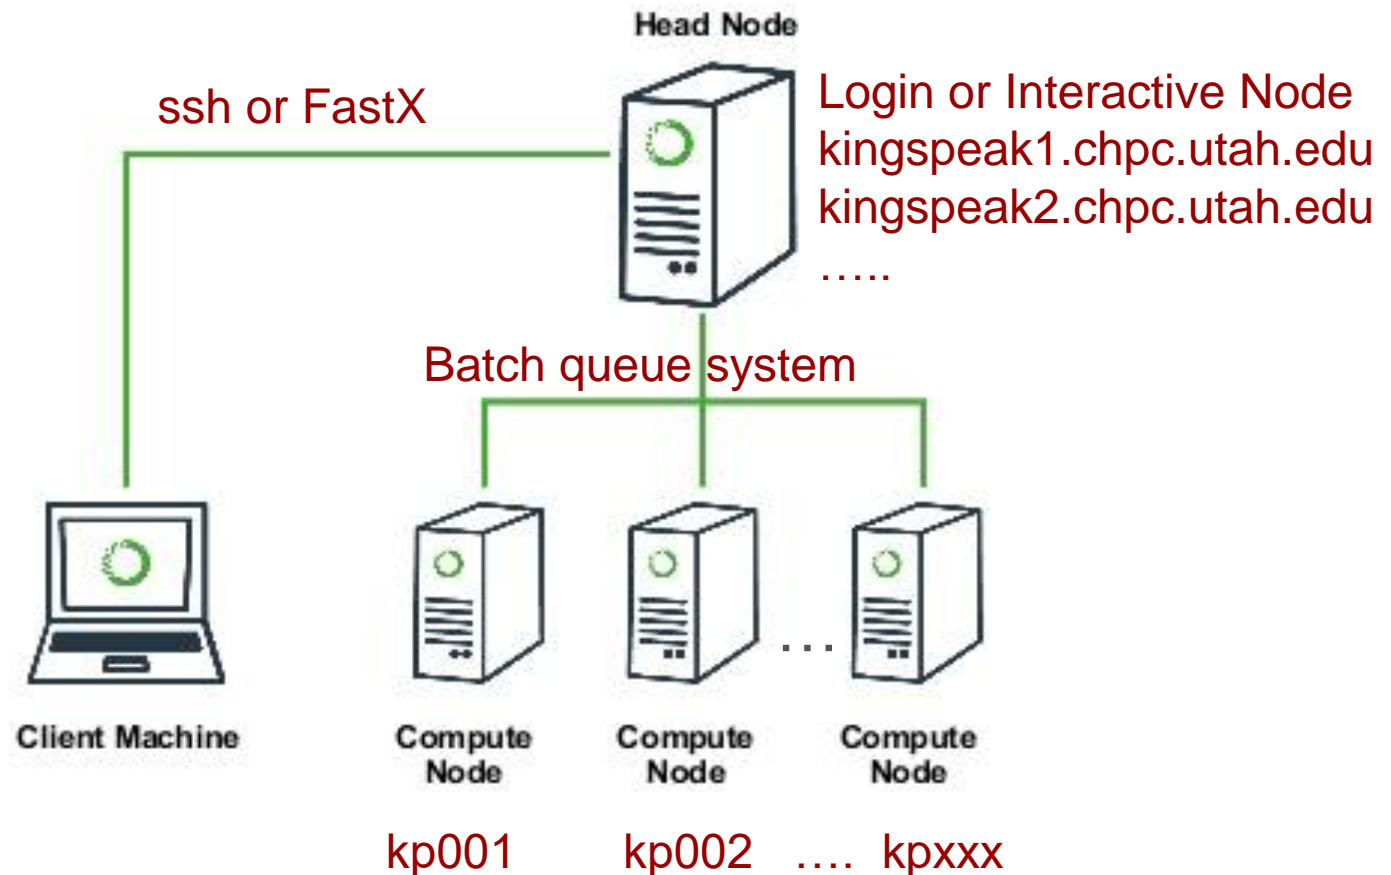 Head Node
ssh or FastX
Login or Interactive Node
kingspeak1.chpc.utah.edu
kingspeak2.chpc.utah.edu
…..
Batch queue system
…
Client Machine
Compute
Node
Compute
Node
Compute
Node
kp001 kp002 …. kpxxx